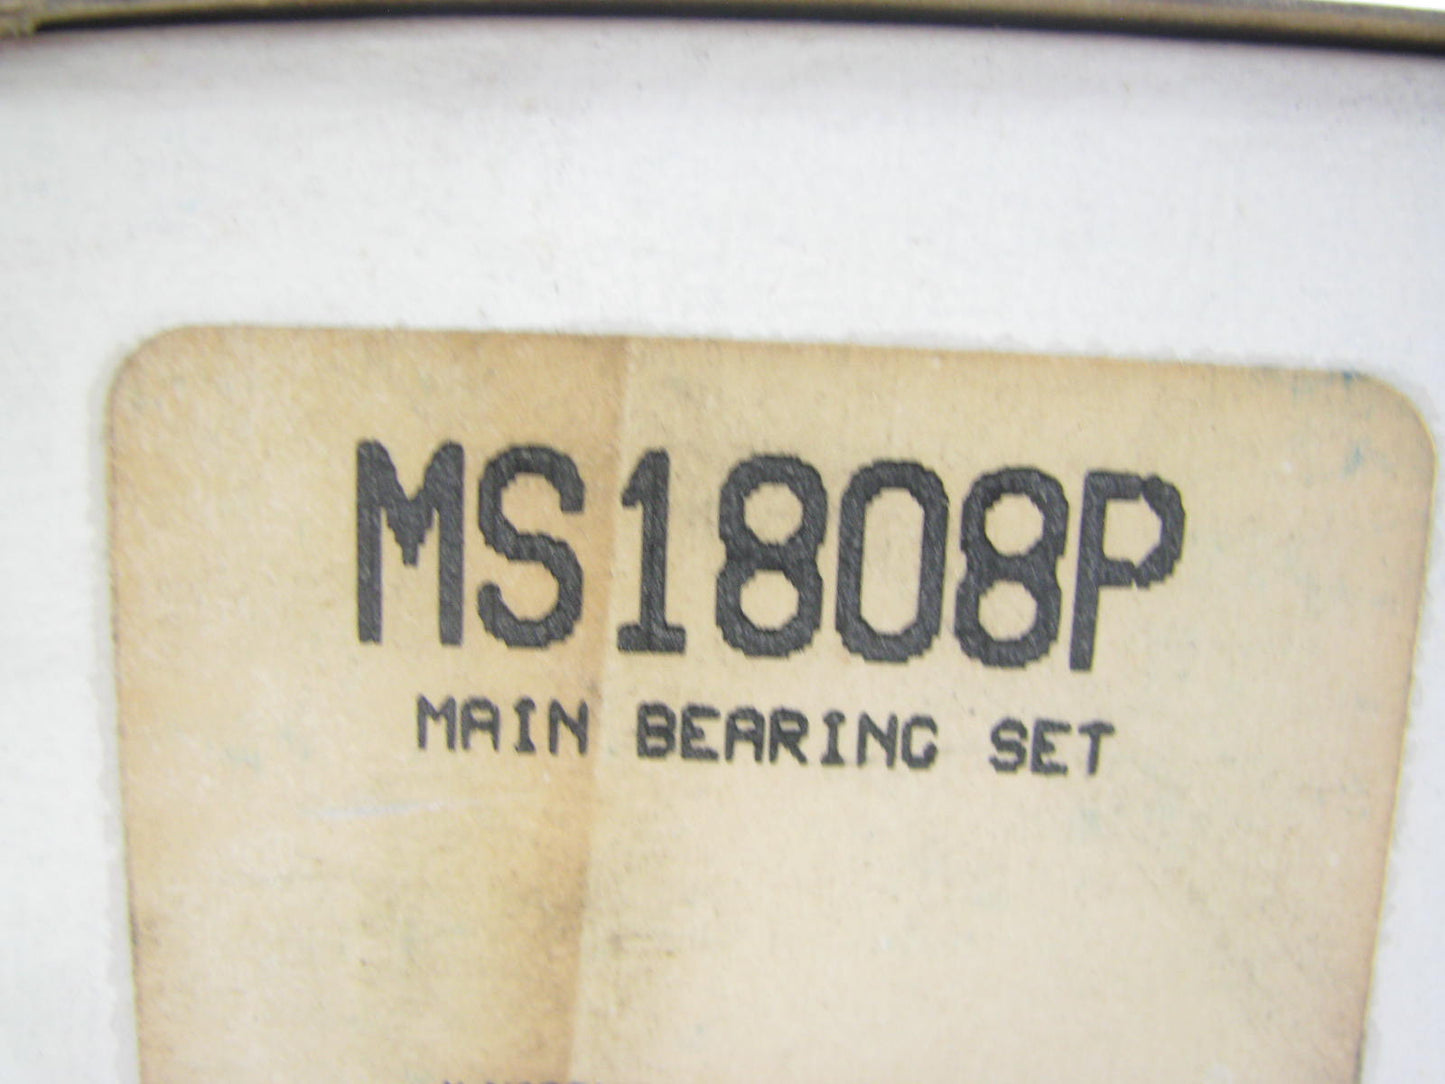 MS1808P
MAIN BEARING SET